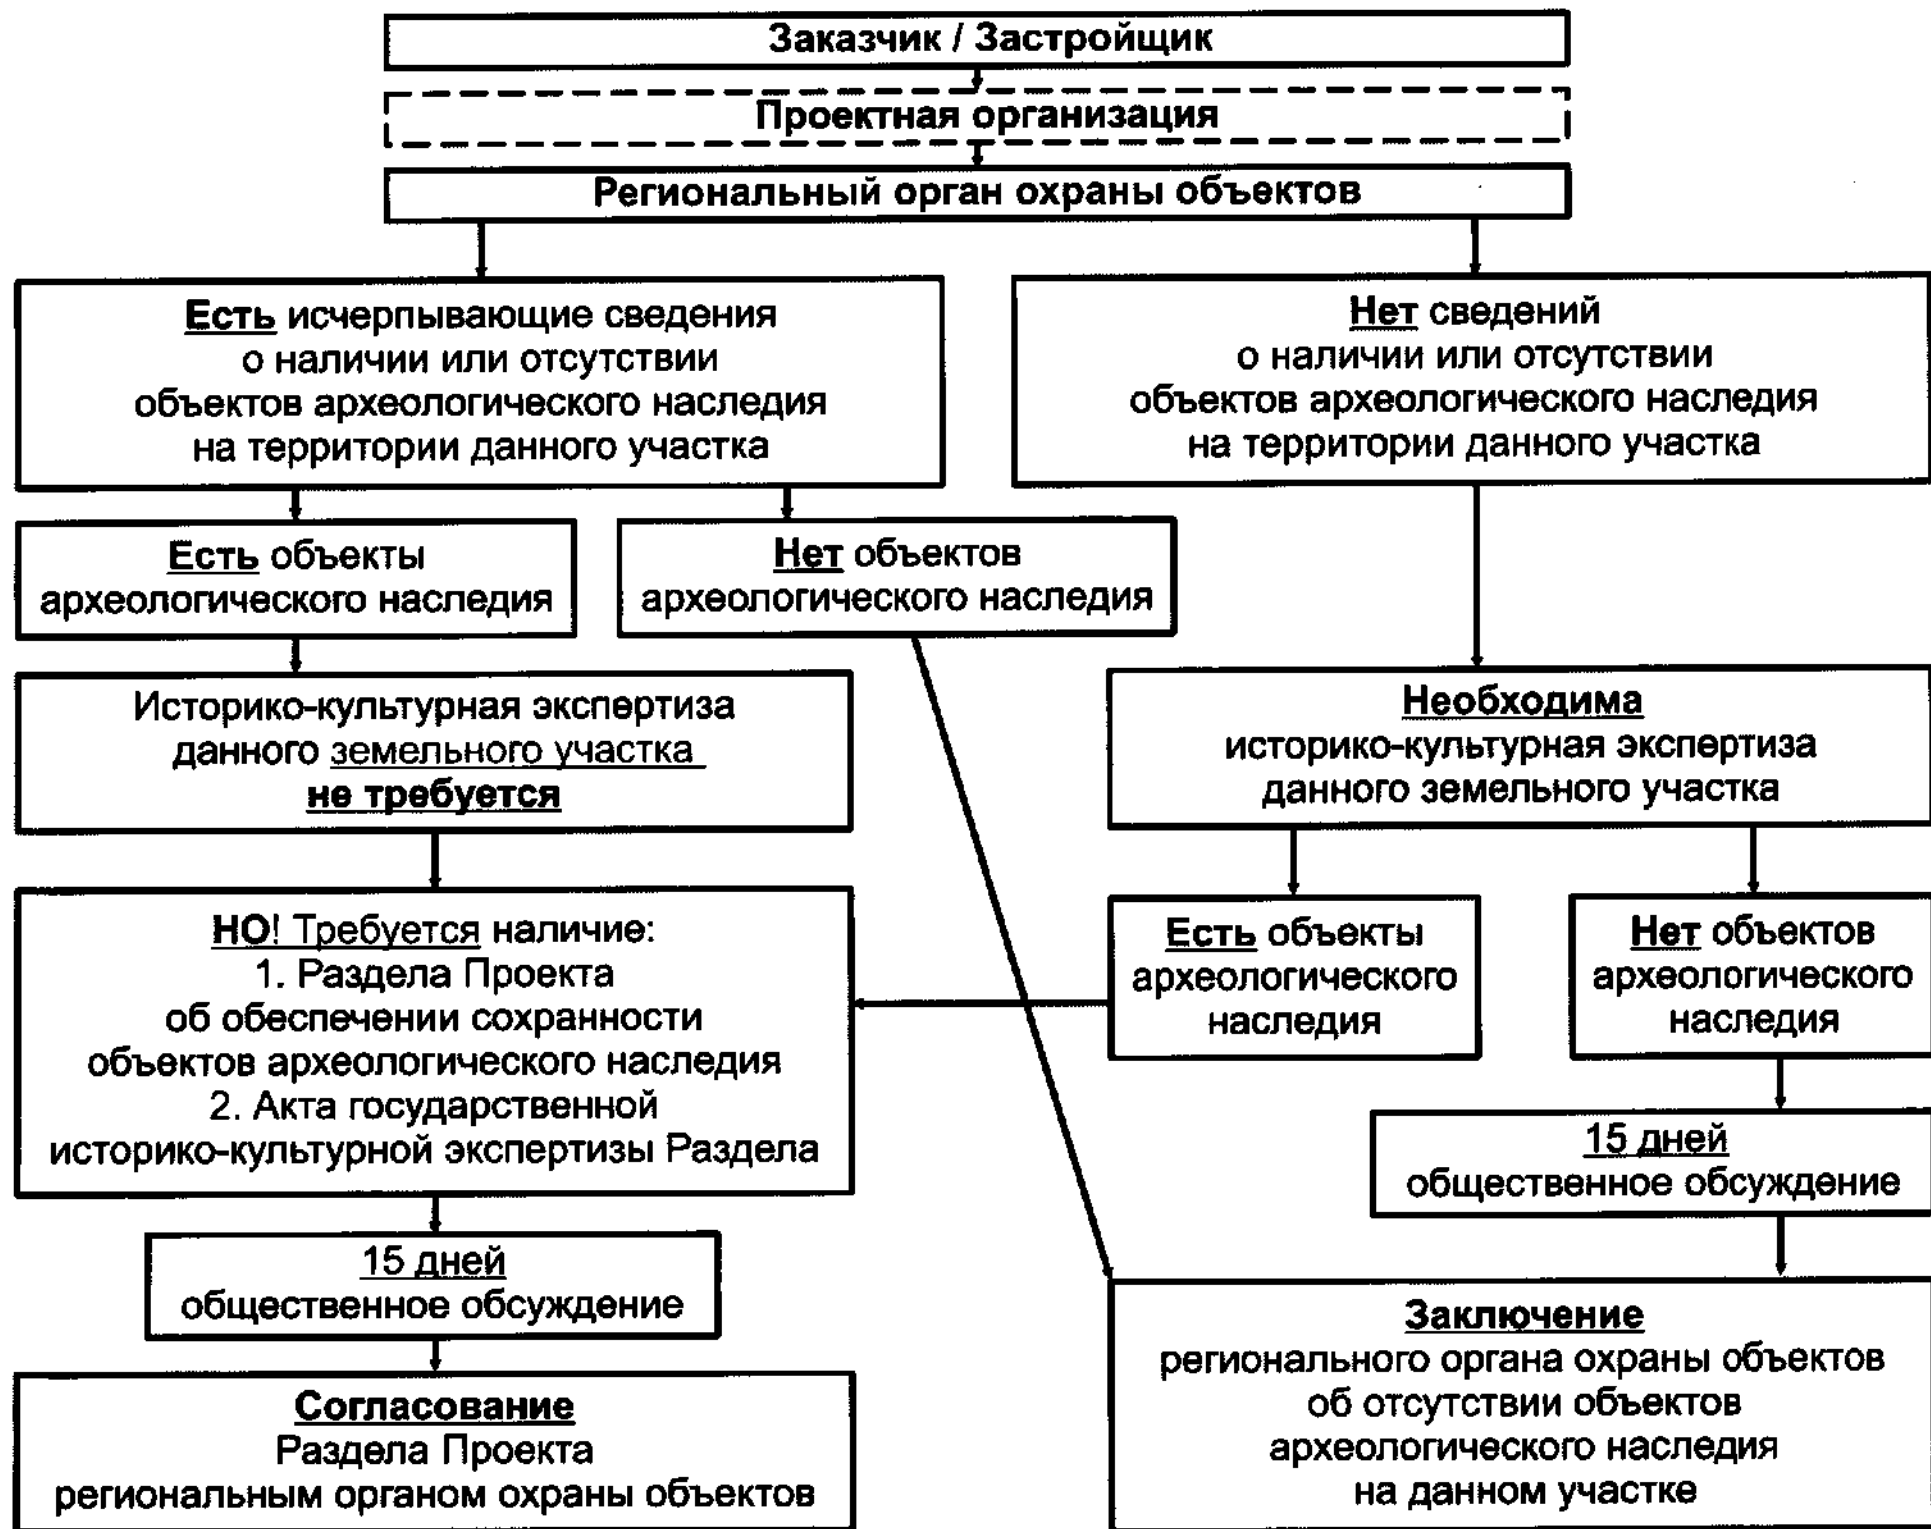 Заказчик / Застройщик
Проектная организация
Региональный орган охраны объектов
Есть исчерпывающие сведения
о наличии или отсутствии
объектов археологического наследия
на территории данного участка
Нет сведений
о наличии или отсутствии
объектов археологического наследия
на территории данного участка
Есть объекты
археологического наследия
Нет объектов
археологического наследия
Историко-культурная экспертиза
данного земельного участка
не требуется
Необходима
историко-культурная экспертиза
данного земельного участка
НО! Требуется наличие:
1. Раздела Проекта
об обеспечении сохранности
объектов археологического наследия
2. Акта государственной
историко-культурной экспертизы Раздела
Есть объекты
археологического
наследия
Нет объектов
археологического
наследия
15 дней
общественное обсуждение
15 дней
общественное обсуждение
Согласование
Раздела Проекта
региональным органом охраны объектов
Заключение
регионального органа охраны объектов
об отсутствии объектов
археологического наследия
на данном участке